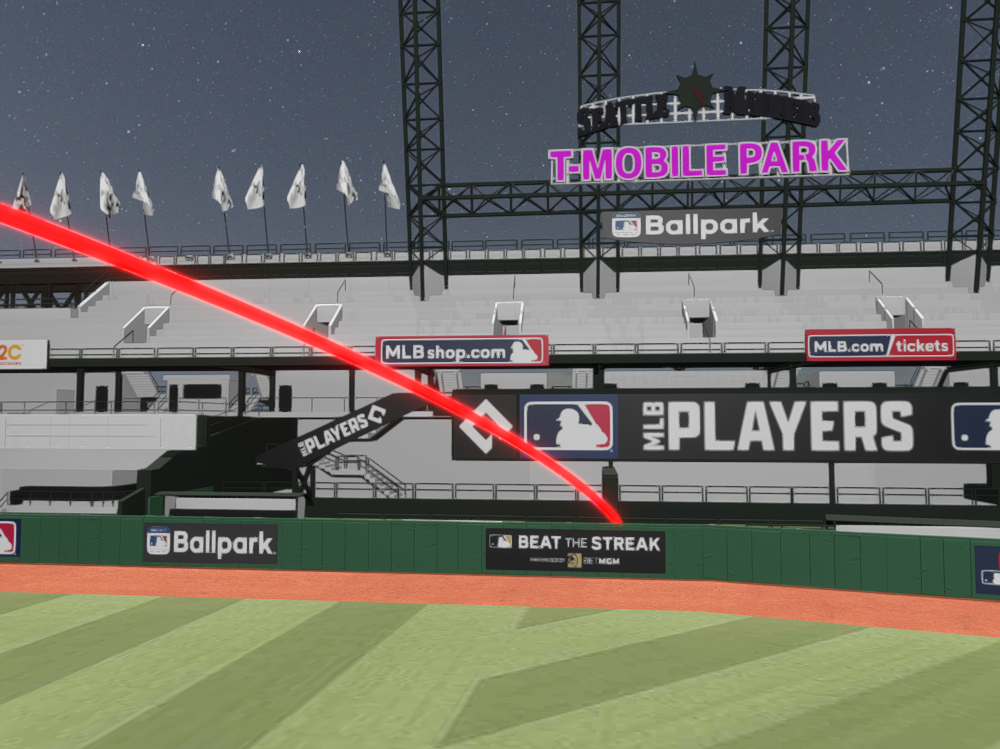 SEATTLE MARINERS
T-MOBILE PARK
Ballpark
MLBshop.com
MLB.com/tickets
PLAYERS
MLB PLAYERS
Ballpark
BEAT THE STREAK
BETMGM